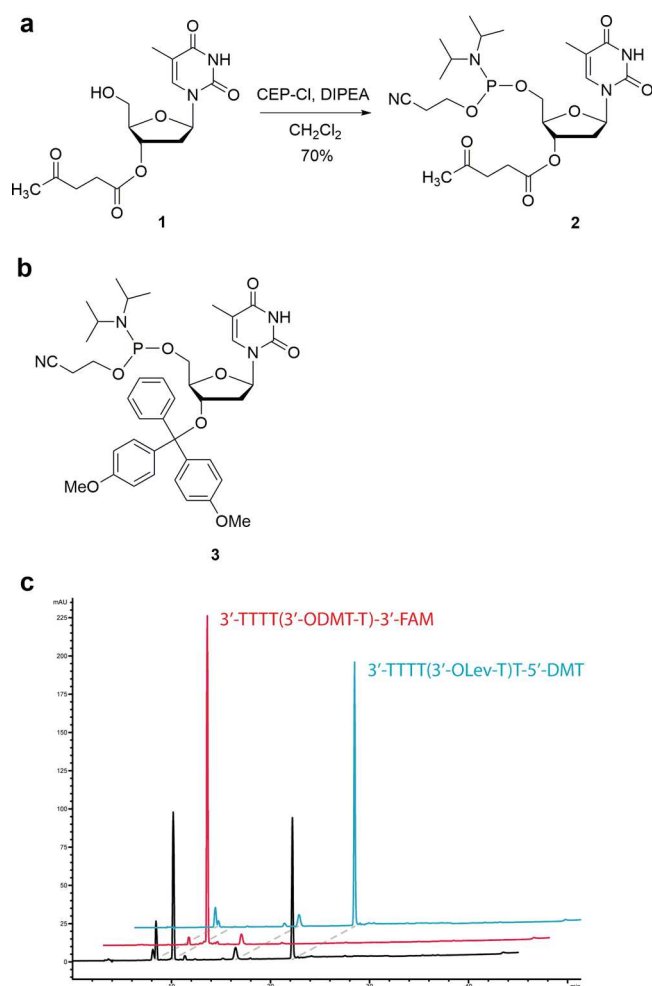 a
O
NH
N
O
HO
O
O
O
H3C
O
1
CEP-Cl, DIPEA
CH2Cl2
70%
N
P
O
O
NC
O
NH
N
O
O
O
O
H3C
O
2
b
N
P
O
O
NC
O
NH
N
O
O
O
MeO
OMe
3
c
mAU
225
200
175
150
125
100
75
50
25
0
3′-TTTT(3′-ODMT-T)-3′-FAM
3′-TTTT(3′-OLev-T)T-5′-DMT